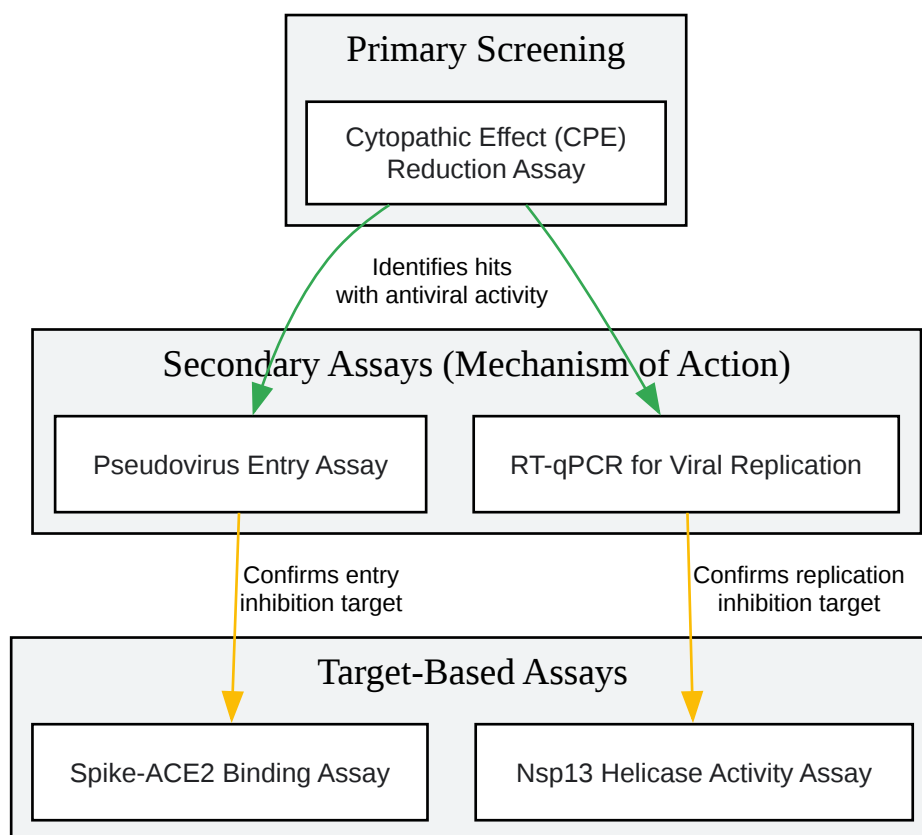 Primary Screening
Cytopathic Effect (CPE)
Reduction Assay
Identifies hits
with antiviral activity
Secondary Assays (Mechanism of Action)
Pseudovirus Entry Assay
RT-qPCR for Viral Replication
Confirms entry
inhibition target
Confirms replication
inhibition target
Target-Based Assays
Spike-ACE2 Binding Assay
Nsp13 Helicase Activity Assay